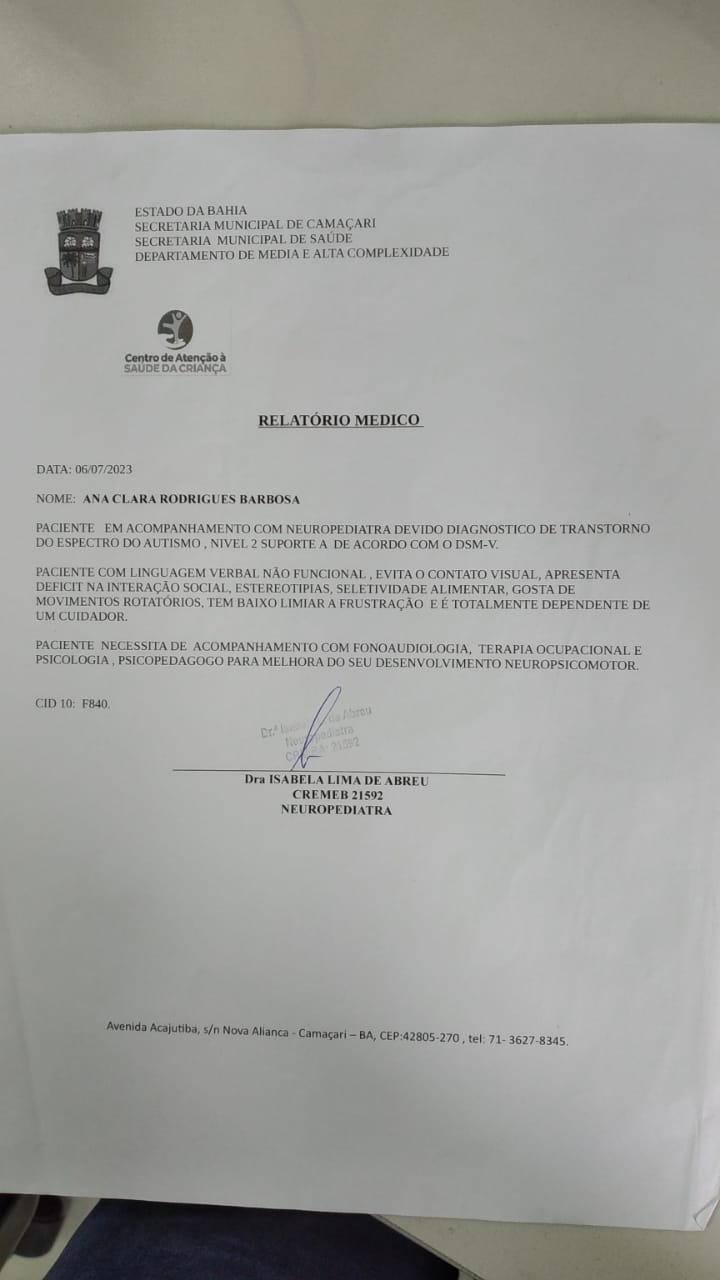 ESTADO DA BAHIA
SECRETARIA MUNICIPAL DE CAMAÇARI
SECRETARIA MUNICIPAL DE SAÚDE
DEPARTAMENTO DE MEDIA E ALTA COMPLEXIDADE
Centro de Atenção à
SAÚDE DA CRIANÇA
RELATÓRIO MEDICO
DATA: 06/07/2023
NOME: ANA CLARA RODRIGUES BARBOSA
PACIENTE EM ACOMPANHAMENTO COM NEUROPEDIATRA DEVIDO DIAGNOSTICO DE TRANSTORNO
DO ESPECTRO DO AUTISMO , NIVEL 2 SUPORTE A DE ACORDO COM O DSM-V.
PACIENTE COM LINGUAGEM VERBAL NÃO FUNCIONAL , EVITA O CONTATO VISUAL, APRESENTA
DEFICIT NA INTERAÇÃO SOCIAL, ESTEREOTIPIAS, SELETIVIDADE ALIMENTAR, GOSTA DE
MOVIMENTOS ROTATÓRIOS, TEM BAIXO LIMIAR A FRUSTRAÇÃO E É TOTALMENTE DEPENDENTE DE
UM CUIDADOR.
PACIENTE NECESSITA DE ACOMPANHAMENTO COM FONOAUDIOLOGIA, TERAPIA OCUPACIONAL E
PSICOLOGIA , PSICOPEDAGOGO PARA MELHORA DO SEU DESENVOLVIMENTO NEUROPSICOMOTOR.
CID 10: F840.
Dr.ª de Abreu
21592
Dra ISABELA LIMA DE ABREU
CREMEB 21592
NEUROPEDIATRA
Avenida Acajutiba, s/n Nova Alianca - Camaçari – BA, CEP:42805-270 , tel: 71- 3627-8345.